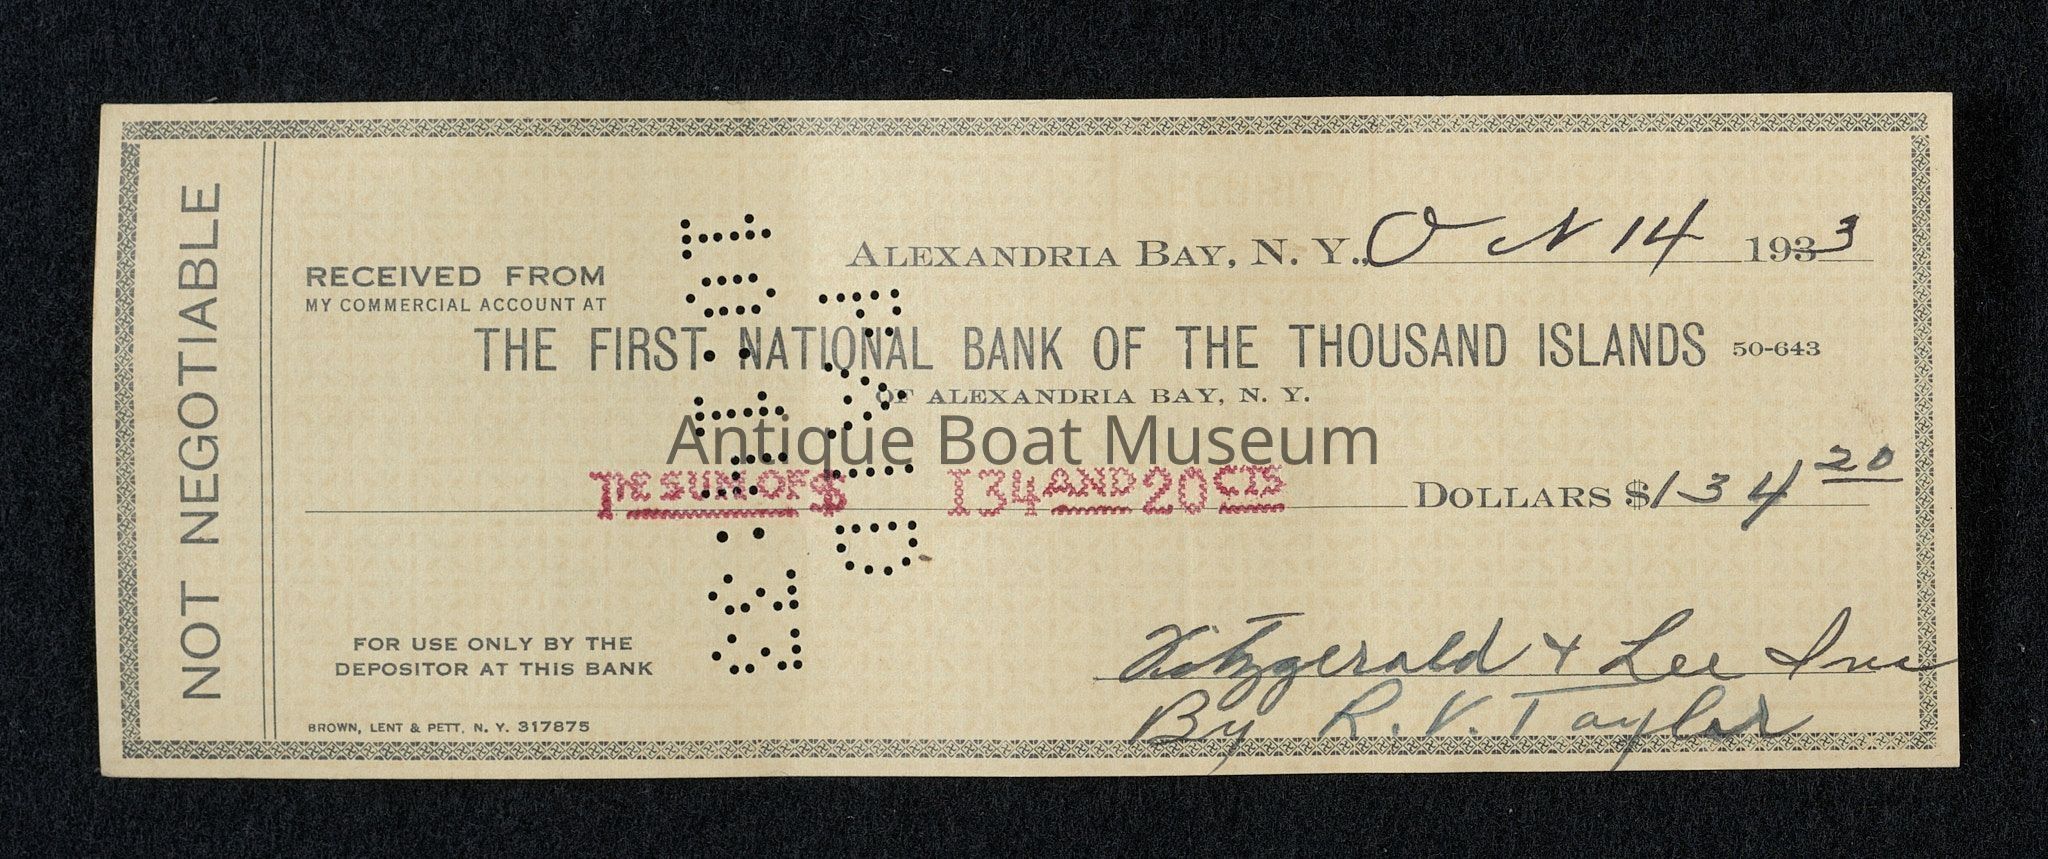 NOT NEGOTIABLE
ALEXANDRIA BAY, N. Y., 14 1933
RECEIVED FROM
MY COMMERCIAL ACCOUNT AT
THE FIRST NATIONAL BANK OF THE THOUSAND ISLANDS 50-643
OF ALEXANDRIA BAY, N. Y.
Antique Boat Museum
THE SUM OF $ 134 AND 20 CTS DOLLARS $134 20
PAID
FOR USE ONLY BY THE
DEPOSITOR AT THIS BANK
Fitzgerald & Lee Inc
By R. V. Taylor
BROWN, LENT & PETT, N. Y. 317875